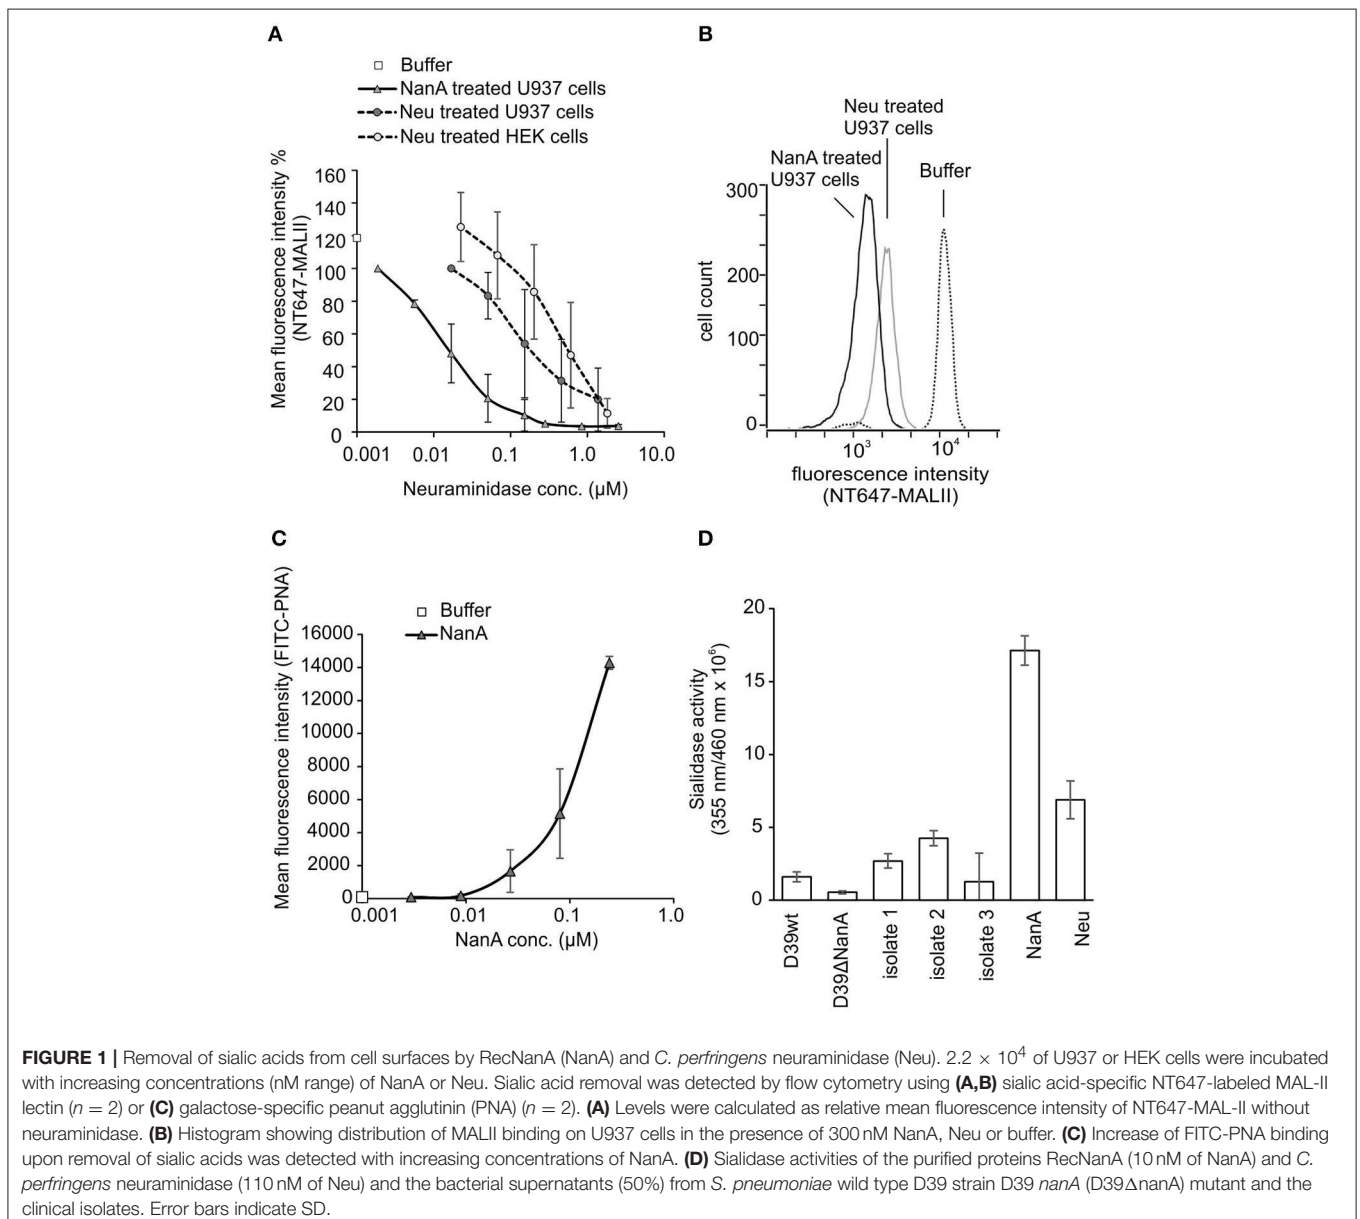 A
Buffer
NanA treated U937 cells
Neu treated U937 cells
Neu treated HEK cells
Mean fluorescence intensity %
(NT647-MALII)
160
140
120
100
80
60
40
20
0
0.001 0.01 0.1 1.0 10.0
Neuraminidase conc. (µM)
B
Neu treated
U937 cells
NanA treated
U937 cells
Buffer
cell count
300
200
100
0
10³ 10⁴
fluorescence intensity
(NT647-MALII)
C
Buffer
NanA
Mean fluorescence intensity (FITC-PNA)
16000
14000
12000
10000
8000
6000
4000
2000
0
0.001 0.01 0.1 1.0
NanA conc. (µM)
D
Sialidase activity
(355 nm/460 nm x 10⁶)
20
15
10
5
0
D39wt
D39ΔNanA
isolate 1
isolate 2
isolate 3
NanA
Neu
FIGURE 1 | Removal of sialic acids from cell surfaces by RecNanA (NanA) and C. perfringens neuraminidase (Neu). 2.2 × 10⁴ of U937 or HEK cells were incubated
with increasing concentrations (nM range) of NanA or Neu. Sialic acid removal was detected by flow cytometry using (A,B) sialic acid-specific NT647-labeled MAL-II
lectin (n = 2) or (C) galactose-specific peanut agglutinin (PNA) (n = 2). (A) Levels were calculated as relative mean fluorescence intensity of NT647-MAL-II without
neuraminidase. (B) Histogram showing distribution of MALII binding on U937 cells in the presence of 300 nM NanA, Neu or buffer. (C) Increase of FITC-PNA binding
upon removal of sialic acids was detected with increasing concentrations of NanA. (D) Sialidase activities of the purified proteins RecNanA (10 nM of NanA) and C.
perfringens neuraminidase (110 nM of Neu) and the bacterial supernatants (50%) from S. pneumoniae wild type D39 strain D39 nanA (D39ΔnanA) mutant and the
clinical isolates. Error bars indicate SD.